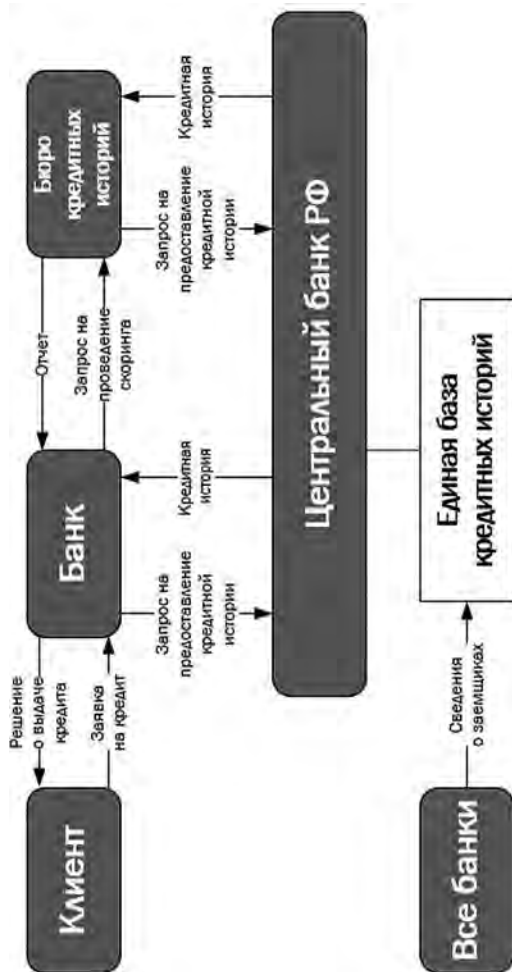 Клиент
Решение
о выдаче
кредита
Заявка
на кредит
Банк
Отчет
Запрос на
проведение
скоринга
Бюро
кредитных
историй
Запрос на
предоставление
кредитной
истории
Кредитная
история
Запрос на
предоставление
кредитной
истории
Кредитная
история
Центральный банк РФ
Все банки
Сведения
о заемщиках
Единая база
кредитных историй